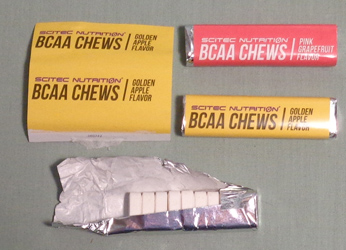 SCITEC NUTRITION
BCAA CHEWS
GOLDEN
APPLE
FLAVOR
SCITEC NUTRITION
BCAA CHEWS
GOLDEN
APPLE
FLAVOR
SCITEC NUTRITION
BCAA CHEWS
PINK
GRAPEFRUIT
FLAVOR
SCITEC NUTRITION
BCAA CHEWS
GOLDEN
APPLE
FLAVOR